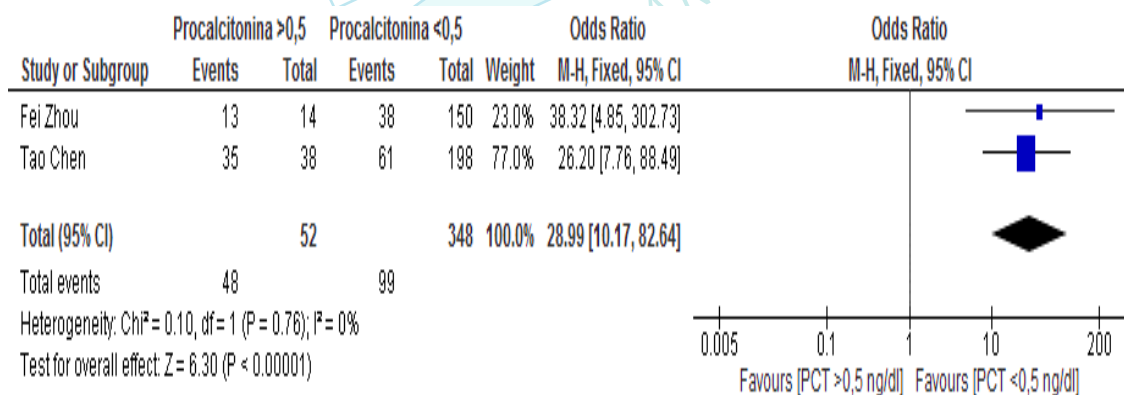 Procalcitonina >0,5 Procalcitonina <0,5 Odds Ratio Odds Ratio
Study or Subgroup Events Total Events Total Weight M-H, Fixed, 95% CI M-H, Fixed, 95% CI
Fei Zhou 13 14 38 150 23.0% 38.32 [4.85, 302.73]
Tao Chen 35 38 61 198 77.0% 26.20 [7.76, 88.49]
Total (95% CI) 52 348 100.0% 28.99 [10.17, 82.64]
Total events 48 99
Heterogeneity: Chi² = 0.10, df = 1 (P = 0.76); I² = 0%
Test for overall effect: Z = 6.30 (P < 0.00001)
0.005 0.1 1 10 200
Favours [PCT >0,5 ng/dl] Favours [PCT <0,5 ng/dl]